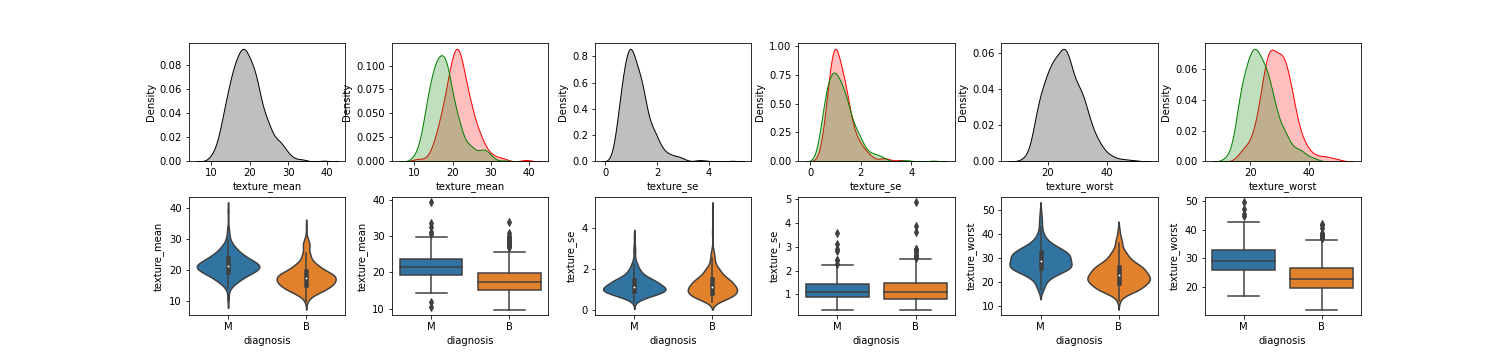 0.08
0.06
0.04
0.02
0.00
Density
10 20 30 40
texture_mean
0.100
0.075
0.050
0.025
0.000
Density
10 20 30 40
texture_mean
0.8
0.6
0.4
0.2
0.0
Density
0 2 4
texture_se
1.00
0.75
0.50
0.25
0.00
Density
0 2 4
texture_se
0.06
0.04
0.02
0.00
Density
20 40
texture_worst
0.06
0.04
0.02
0.00
Density
20 40
texture_worst
40
30
20
10
texture_mean
M B
diagnosis
40
30
20
10
texture_mean
M B
diagnosis
4
2
0
texture_se
M B
diagnosis
5
4
3
2
1
texture_se
M B
diagnosis
50
40
30
20
10
texture_worst
M B
diagnosis
50
40
30
20
texture_worst
M B
diagnosis